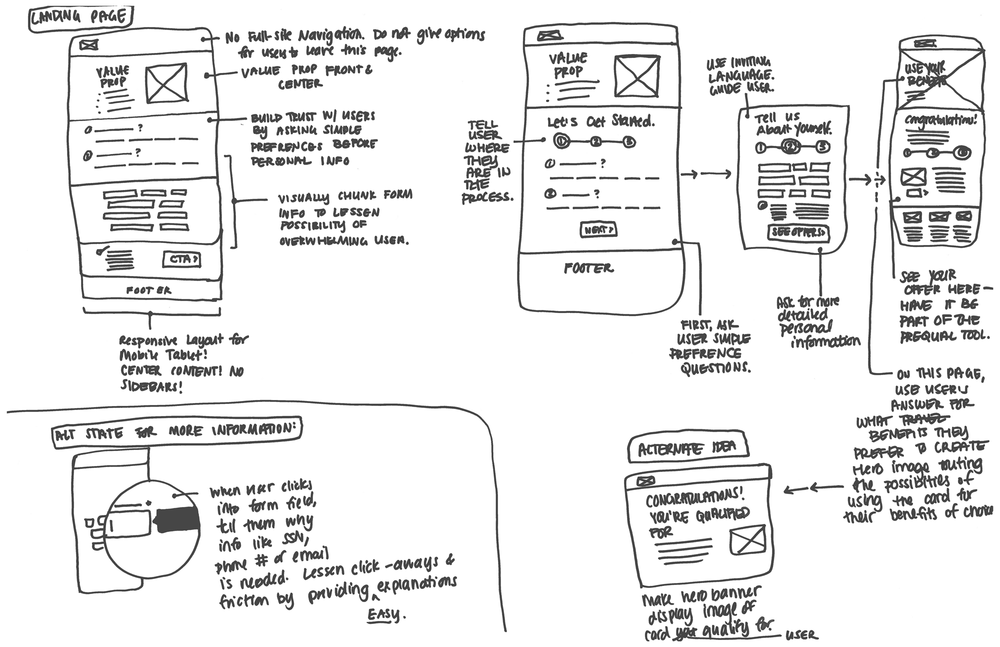 LANDING PAGE
No Full-site Navigation. Do not give options
for users to leave this page.
VALUE
PROP
VALUE PROP FRONT &
CENTER
BUILD TRUST W/ USERS
BY ASKING SIMPLE
PREFRENCES BEFORE
PERSONAL INFO
1 ?
2 ?
VISUALLY CHUNK FORM
INFO TO LESSEN
POSSIBILITY OF
OVERWHELMING USER.
CTA >
FOOTER
Responsive Layout for
Mobile Tablet!
CENTER CONTENT! NO
SIDEBARS!
VALUE
PROP
Let's Get Started.
1 2 3
TELL
USER
WHERE
THEY
ARE IN
THE
PROCESS.
1 ?
2 ?
NEXT >
FOOTER
FIRST, ASK
USER SIMPLE
PREFRENCE
QUESTIONS.
USE INVITING
LANGUAGE.
GUIDE USER.
Tell us
About Yourself.
1 2 3
SEE OFFERS >
Ask for more
detailed
personal
information
USE YOUR
BENEFIT
Congratulations!
1 2 3
SEE YOUR
OFFER HERE—
HAVE IT BE
PART OF THE
PREQUAL TOOL.
ON THIS PAGE,
USE USERS
ANSWER FOR
WHAT TRAVEL
BENEFITS THEY
PREFER TO CREATE
Hero image touting
the possibilities of
using the card for
their benefits of choice
ALT STATE FOR MORE INFORMATION:
When user clicks
into form field,
tell them why
info like SSN,
phone # or email
is needed. Lessen click-aways &
friction by providing explanations
EASY.
ALTERNATE IDEA
CONGRATULATIONS!
YOU'RE QUALIFIED
FOR
Make hero banner
display image of
card qualify for
USER